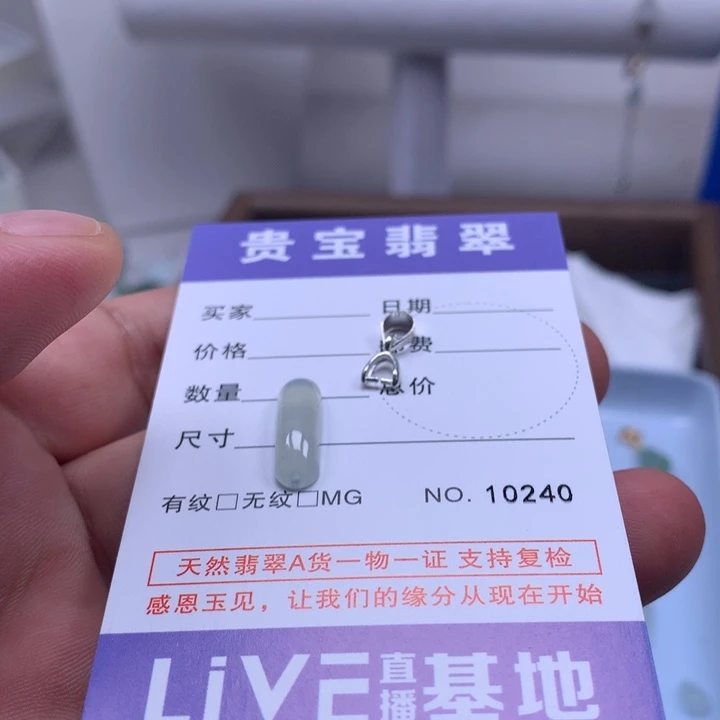 贵宝翡翠
买家 日期
价格 费
数量 总价
尺寸
有纹□无纹□MG NO. 10240
天然翡翠A货一物一证 支持复检
感恩玉见，让我们的缘分从现在开始
LiVE直播基地